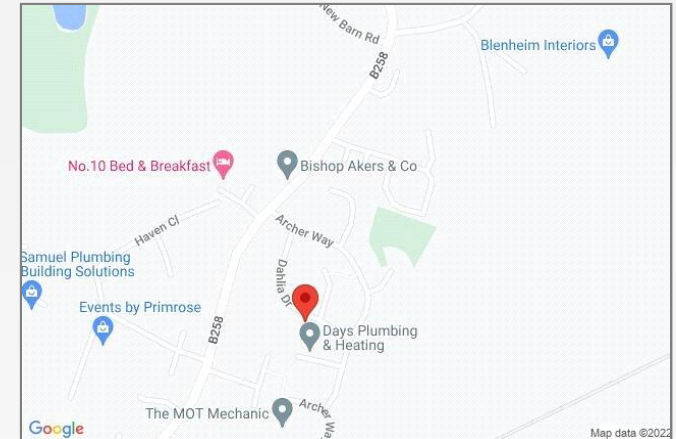 New Barn Rd
Blenheim Interiors
B258
No.10 Bed & Breakfast
Bishop Akers & Co
Haven Cl
Archer Way
Samuel Plumbing
Building Solutions
Dahlia Dr
Events by Primrose
B258
Days Plumbing
& Heating
The MOT Mechanic
Archer Wa
Google
Map data ©2022